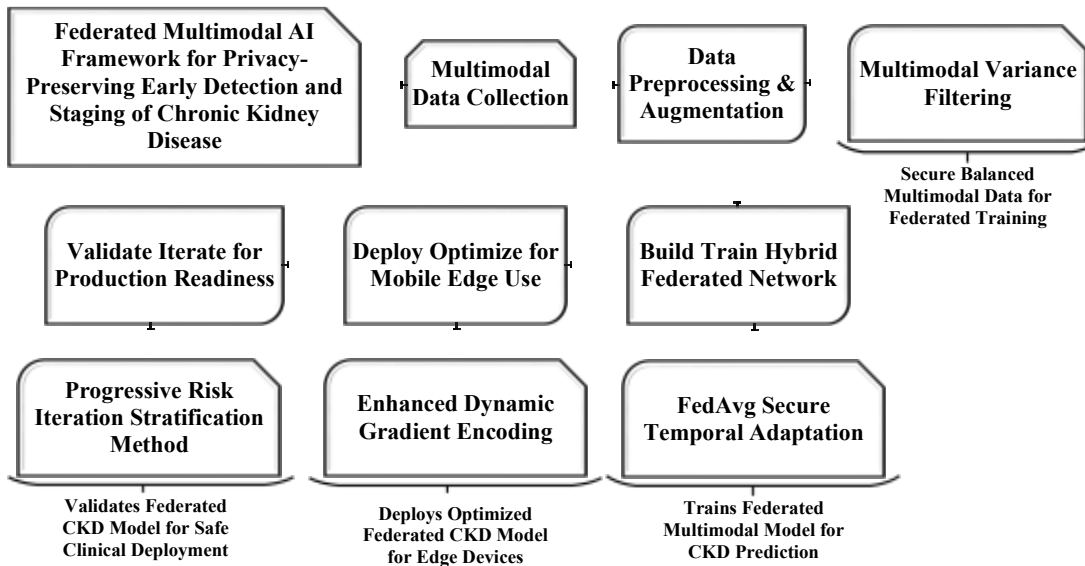 Federated Multimodal AI
Framework for Privacy-
Preserving Early Detection and
Staging of Chronic Kidney
Disease
Multimodal
Data Collection
Data
Preprocessing &
Augmentation
Multimodal Variance
Filtering
Secure Balanced
Multimodal Data for
Federated Training
Validate Iterate for
Production Readiness
Deploy Optimize for
Mobile Edge Use
Build Train Hybrid
Federated Network
Progressive Risk
Iteration Stratification
Method
Enhanced Dynamic
Gradient Encoding
FedAvg Secure
Temporal Adaptation
Validates Federated
CKD Model for Safe
Clinical Deployment
Deploys Optimized
Federated CKD Model
for Edge Devices
Trains Federated
Multimodal Model for
CKD Prediction